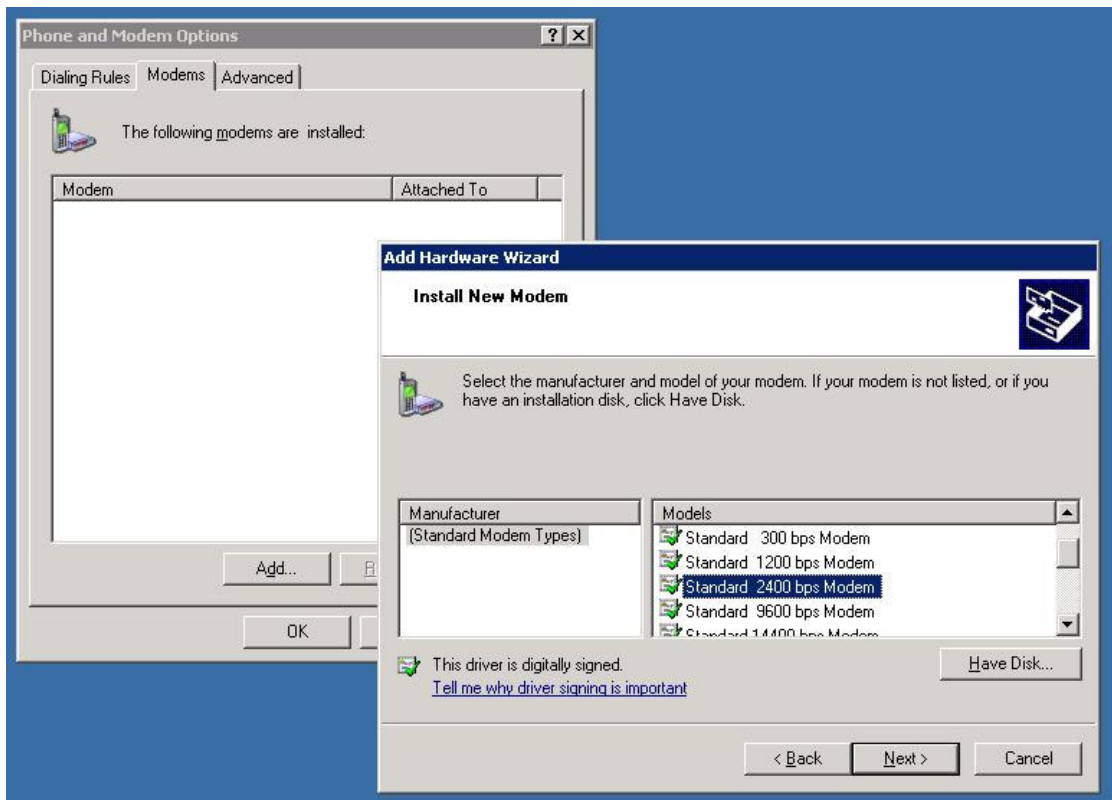 Phone and Modem Options
Dialing Rules Modems Advanced
The following modems are installed:
Modem Attached To
Add...
OK
Add Hardware Wizard
Install New Modem
Select the manufacturer and model of your modem. If your modem is not listed, or if you
have an installation disk, click Have Disk.
Manufacturer
(Standard Modem Types)
Models
Standard 300 bps Modem
Standard 1200 bps Modem
Standard 2400 bps Modem
Standard 9600 bps Modem
Standard 14400 bps Modem
This driver is digitally signed.
Tell me why driver signing is important
Have Disk...
< Back Next > Cancel